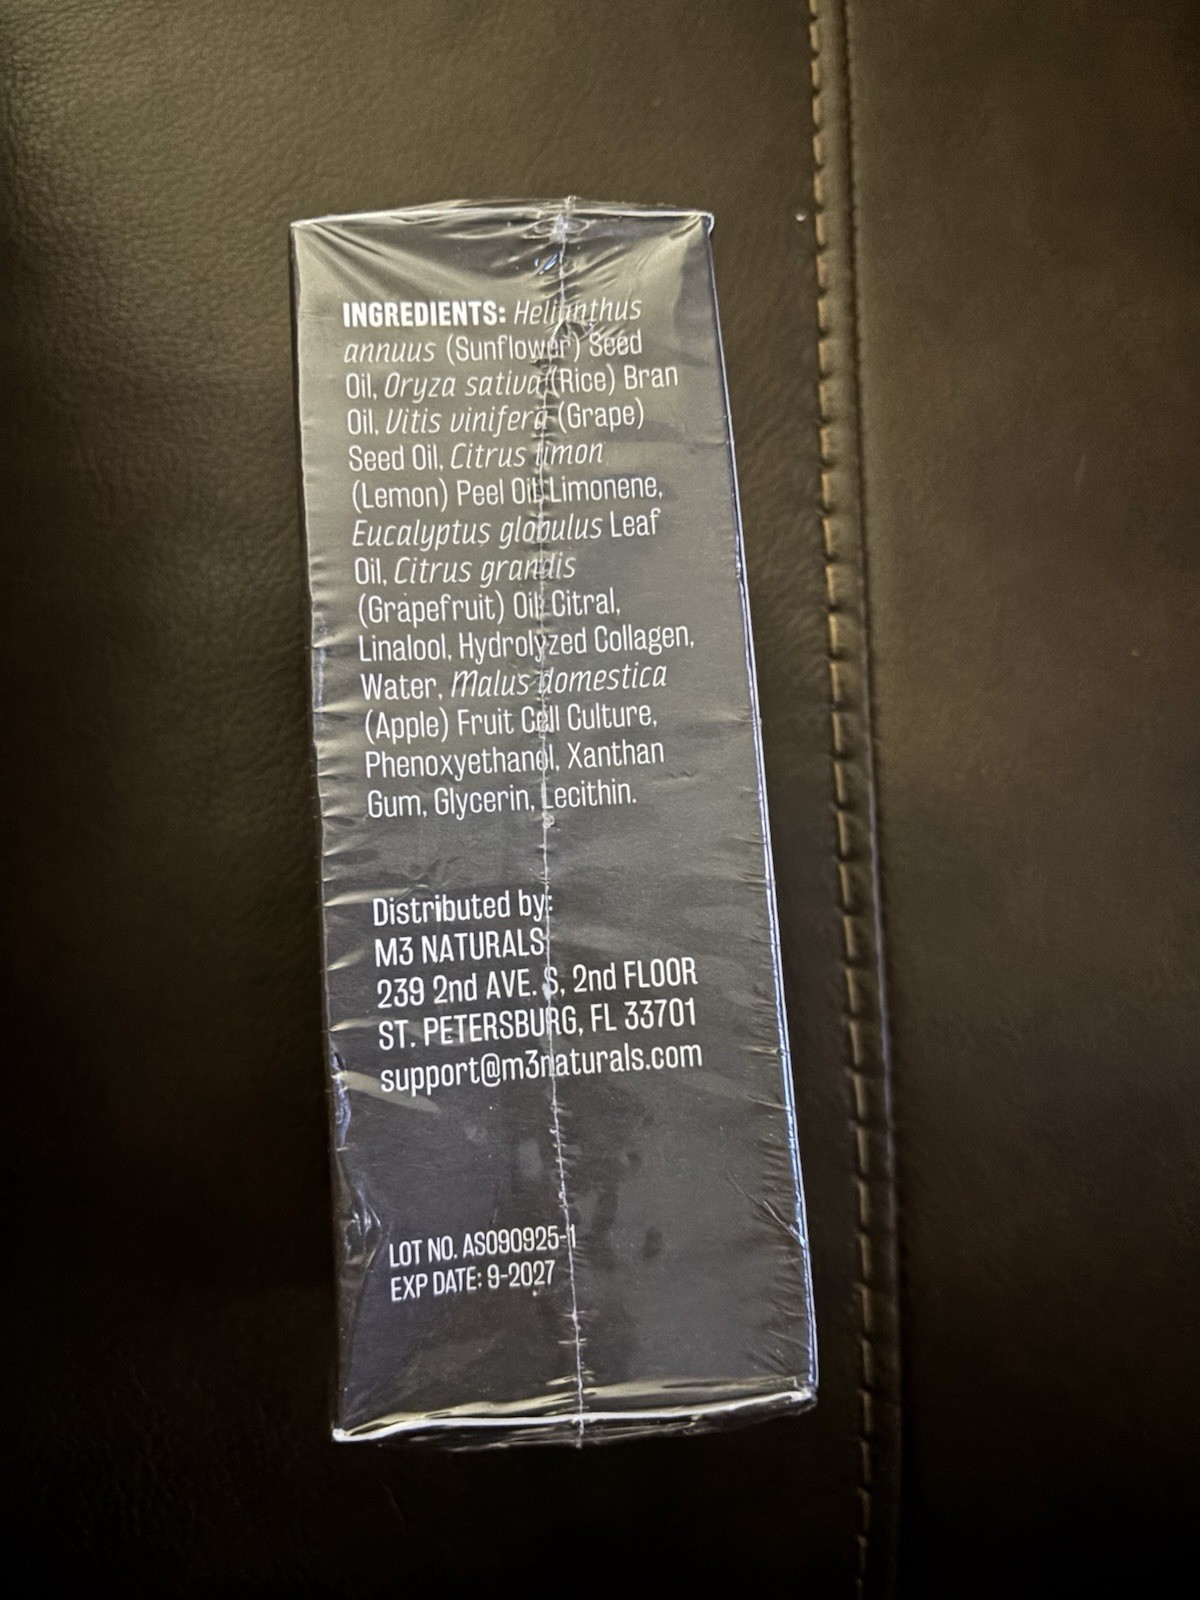 INGREDIENTS: Helianthus
annuus (Sunflower) Seed
Oil, Oryza sativa (Rice) Bran
Oil, Vitis vinifera (Grape)
Seed Oil, Citrus limon
(Lemon) Peel Oil, Limonene,
Eucalyptus globulus Leaf
Oil, Citrus grandis
(Grapefruit) Oil, Citral,
Linalool, Hydrolyzed Collagen,
Water, Malus domestica
(Apple) Fruit Cell Culture,
Phenoxyethanol, Xanthan
Gum, Glycerin, Lecithin.
Distributed by:
M3 NATURALS
239 2nd AVE. S, 2nd FLOOR
ST. PETERSBURG, FL 33701
support@m3naturals.com
LOT NO. AS090925-1
EXP DATE: 9-2027